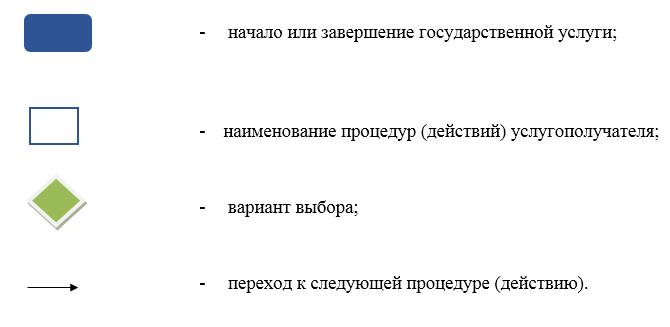 - начало или завершение государственной услуги;
- наименование процедур (действий) услугополучателя;
- вариант выбора;
- переход к следующей процедуре (действию).